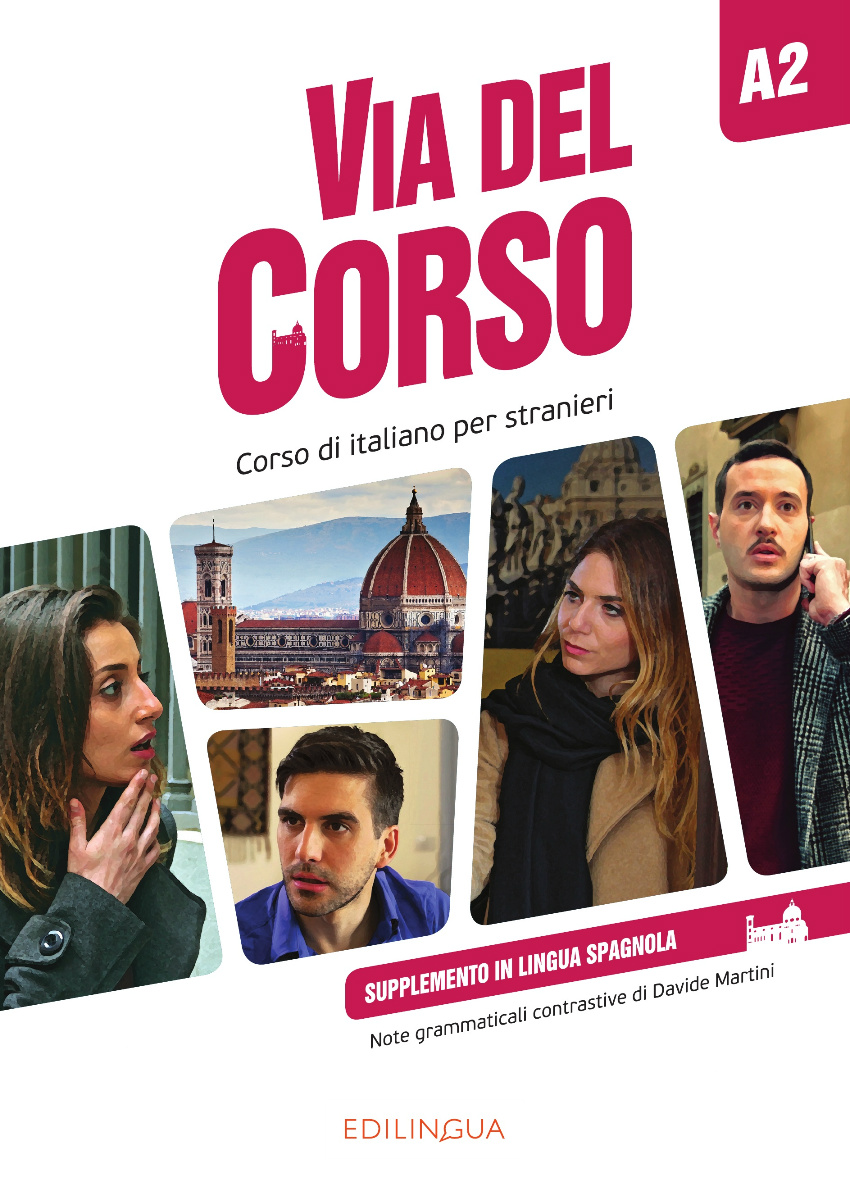 A2
VIA DEL
CORSO
Corso di italiano per stranieri
SUPPLEMENTO IN LINGUA SPAGNOLA
Note grammaticali contrastive di Davide Martini
EDILINGUA